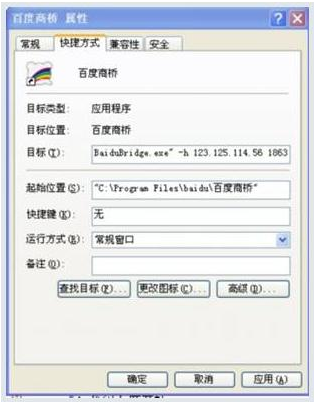 百度商桥 属性
常规 快捷方式 兼容性 安全
百度商桥
目标类型: 应用程序
目标位置: 百度商桥
目标(T): BaiduBridge.exe" -h 123.125.114.56 1863
起始位置(S): "C:\Program Files\baidu\百度商桥"
快捷键(K): 无
运行方式(R): 常规窗口
备注(O):
查找目标(F)... 更改图标(C)... 高级(D)...
确定 取消 应用(A)